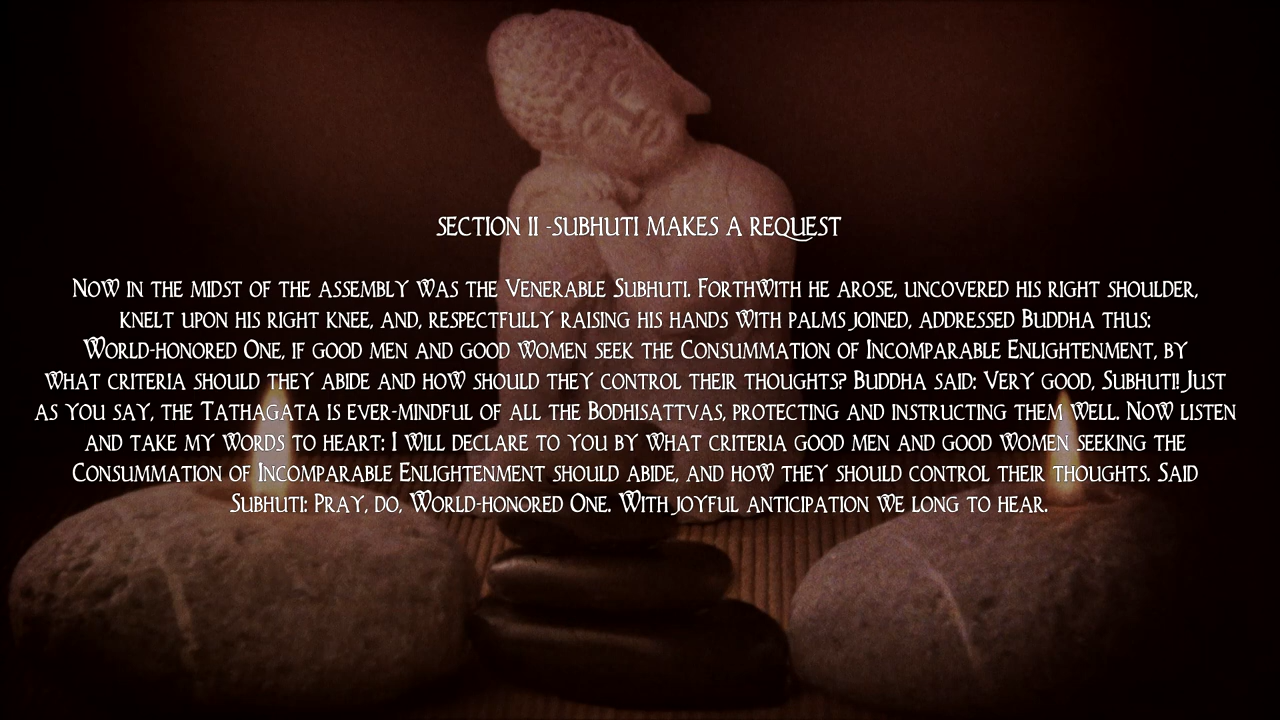 SECTION II -SUBHUTI MAKES A REQUEST
Now in the midst of the assembly was the Venerable Subhuti. Forthwith he arose, uncovered his right shoulder,
knelt upon his right knee, and, respectfully raising his hands with palms joined, addressed Buddha thus:
World-honored One, if good men and good women seek the Consummation of Incomparable Enlightenment, by
what criteria should they abide and how should they control their thoughts? Buddha said: Very good, Subhuti! Just
as you say, the Tathagata is ever-mindful of all the Bodhisattvas, protecting and instructing them well. Now listen
and take my words to heart: I will declare to you by what criteria good men and good women seeking the
Consummation of Incomparable Enlightenment should abide, and how they should control their thoughts. Said
Subhuti: Pray, do, World-honored One. With joyful anticipation we long to hear.